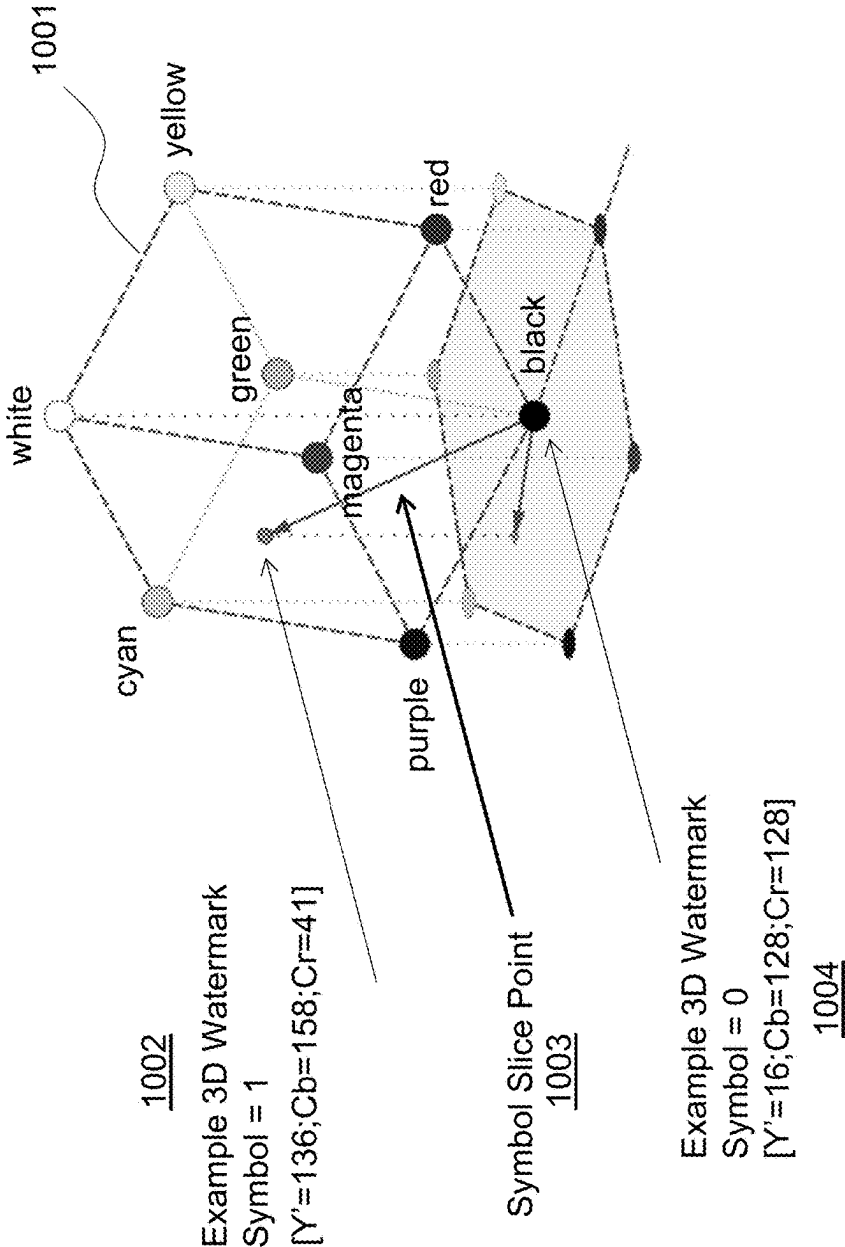 1001
white
yellow
cyan
green
magenta
red
purple
black
1002
Example 3D Watermark
Symbol = 1
[Y'=136;Cb=158;Cr=41]
Symbol Slice Point
1003
Example 3D Watermark
Symbol = 0
[Y'=16;Cb=128;Cr=128]
1004